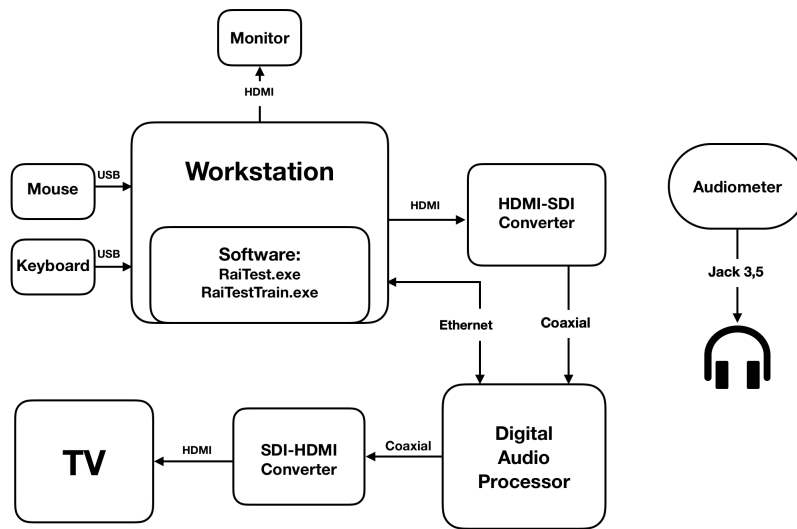 Monitor
HDMI
Workstation
USB
Mouse
USB
Keyboard
Software:
RaiTest.exe
RaiTestTrain.exe
HDMI
HDMI-SDI
Converter
Audiometer
Jack 3,5
Ethernet
Coaxial
TV
HDMI
SDI-HDMI
Converter
Coaxial
Digital
Audio
Processor